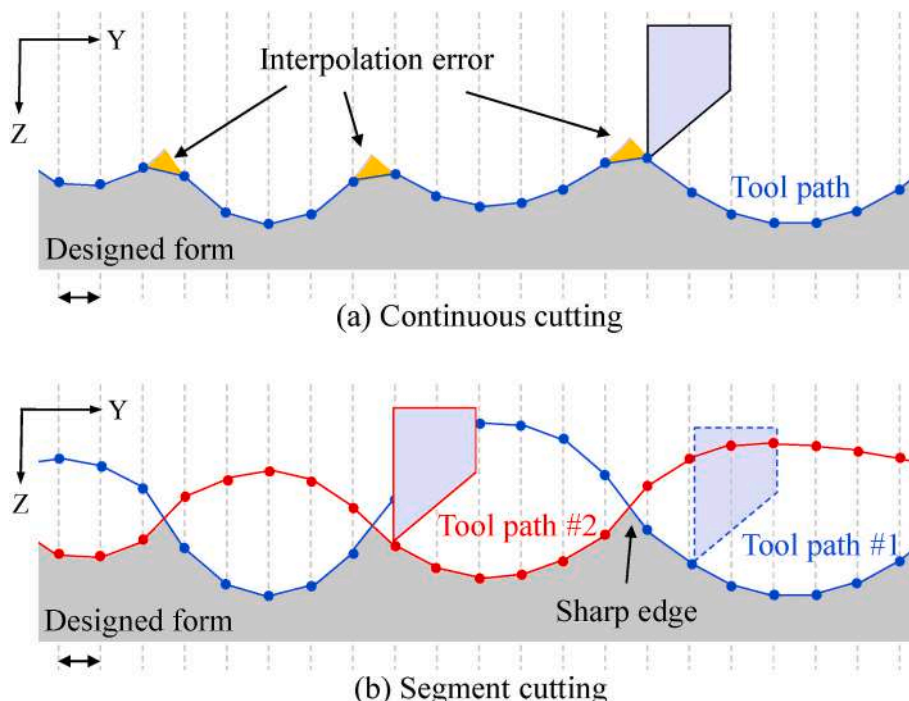 Y
Interpolation error
Z
Tool path
Designed form
(a) Continuous cutting
Y
Z
Tool path #2
Tool path #1
Sharp edge
Designed form
(b) Segment cutting